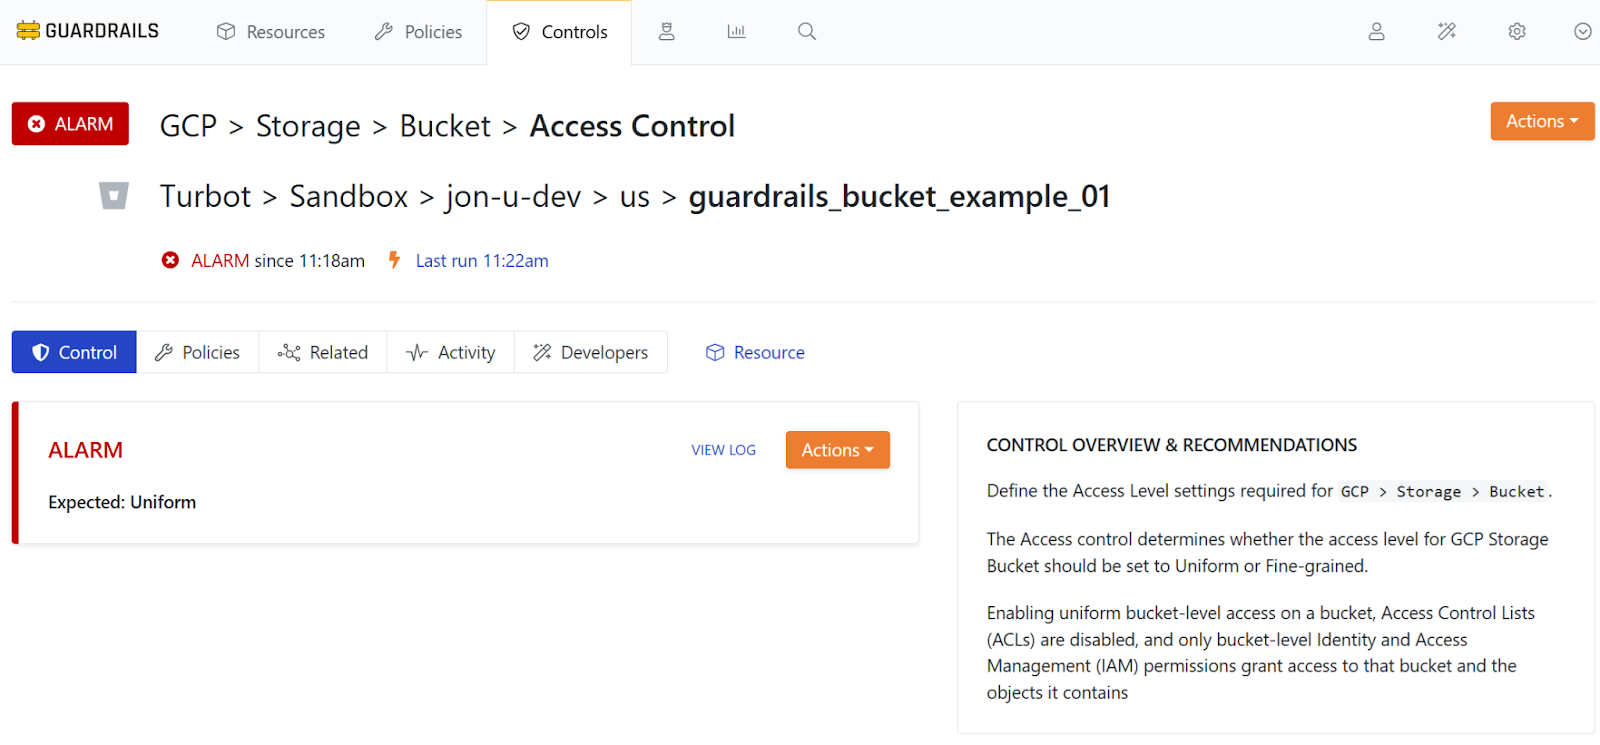 GUARDRAILS
Resources
Policies
Controls
ALARM
GCP > Storage > Bucket > Access Control
Actions
Turbot > Sandbox > jon-u-dev > us > guardrails_bucket_example_01
ALARM since 11:18am
Last run 11:22am
Control
Policies
Related
Activity
Developers
Resource
ALARM
VIEW LOG
Actions
Expected: Uniform
CONTROL OVERVIEW & RECOMMENDATIONS
Define the Access Level settings required for GCP > Storage > Bucket.
The Access control determines whether the access level for GCP Storage
Bucket should be set to Uniform or Fine-grained.
Enabling uniform bucket-level access on a bucket, Access Control Lists
(ACLs) are disabled, and only bucket-level Identity and Access
Management (IAM) permissions grant access to that bucket and the
objects it contains